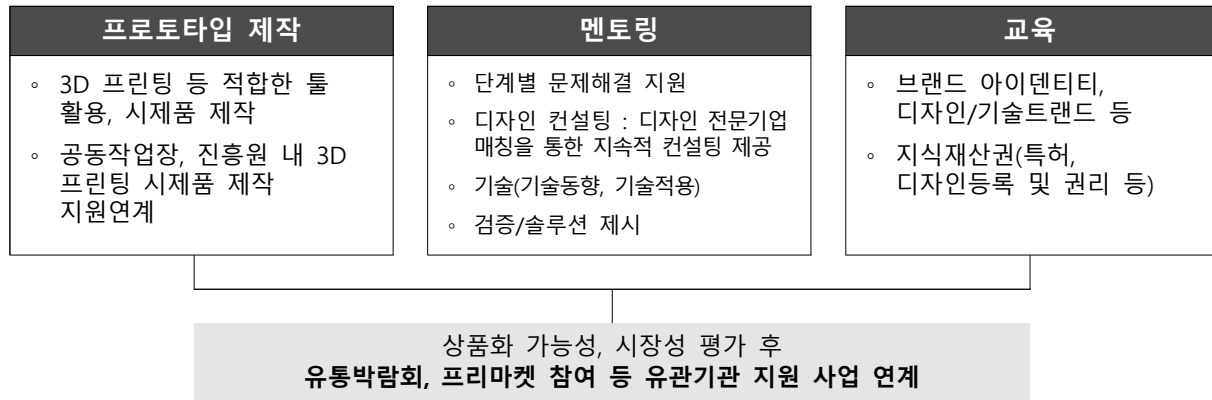 프로토타입 제작
◦ 3D 프린팅 등 적합한 툴
활용, 시제품 제작
◦ 공동작업장, 진흥원 내 3D
프린팅 시제품 제작
지원연계
멘토링
◦ 단계별 문제해결 지원
◦ 디자인 컨설팅 : 디자인 전문기업
매칭을 통한 지속적 컨설팅 제공
◦ 기술(기술동향, 기술적용)
◦ 검증/솔루션 제시
교육
◦ 브랜드 아이덴티티,
디자인/기술트랜드 등
◦ 지식재산권(특허,
디자인등록 및 권리 등)
상품화 가능성, 시장성 평가 후
유통박람회, 프리마켓 참여 등 유관기관 지원 사업 연계